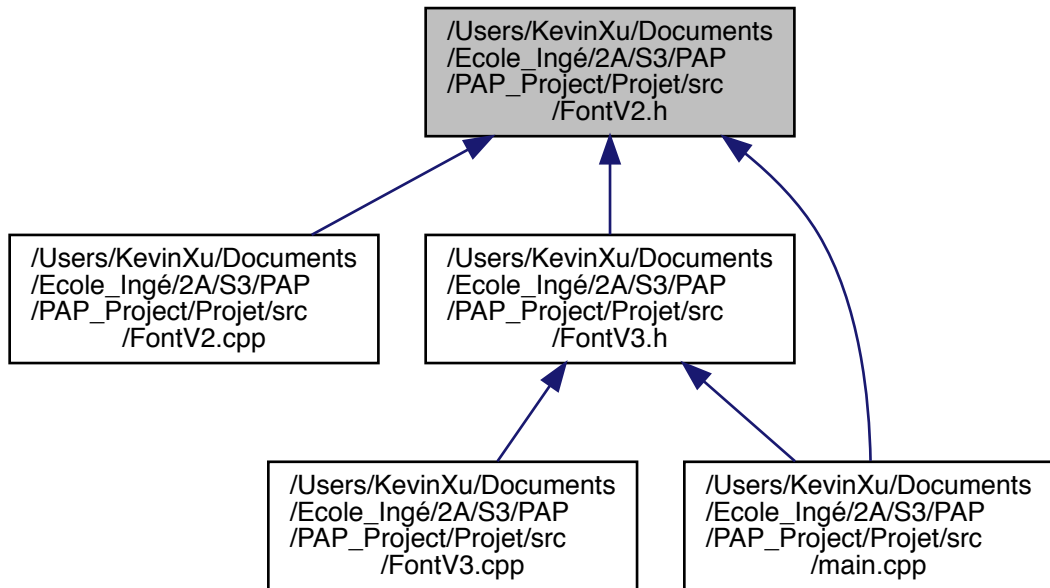 /Users/KevinXu/Documents
/Ecole_Ingé/2A/S3/PAP
/PAP_Project/Projet/src
/FontV2.h
/Users/KevinXu/Documents
/Ecole_Ingé/2A/S3/PAP
/PAP_Project/Projet/src
/FontV2.cpp
/Users/KevinXu/Documents
/Ecole_Ingé/2A/S3/PAP
/PAP_Project/Projet/src
/FontV3.h
/Users/KevinXu/Documents
/Ecole_Ingé/2A/S3/PAP
/PAP_Project/Projet/src
/FontV3.cpp
/Users/KevinXu/Documents
/Ecole_Ingé/2A/S3/PAP
/PAP_Project/Projet/src
/main.cpp